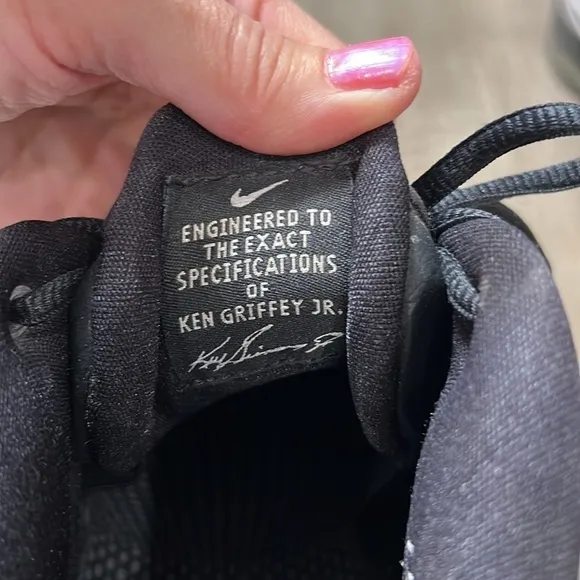 ENGINEERED TO
THE EXACT
SPECIFICATIONS
OF
KEN GRIFFEY JR.